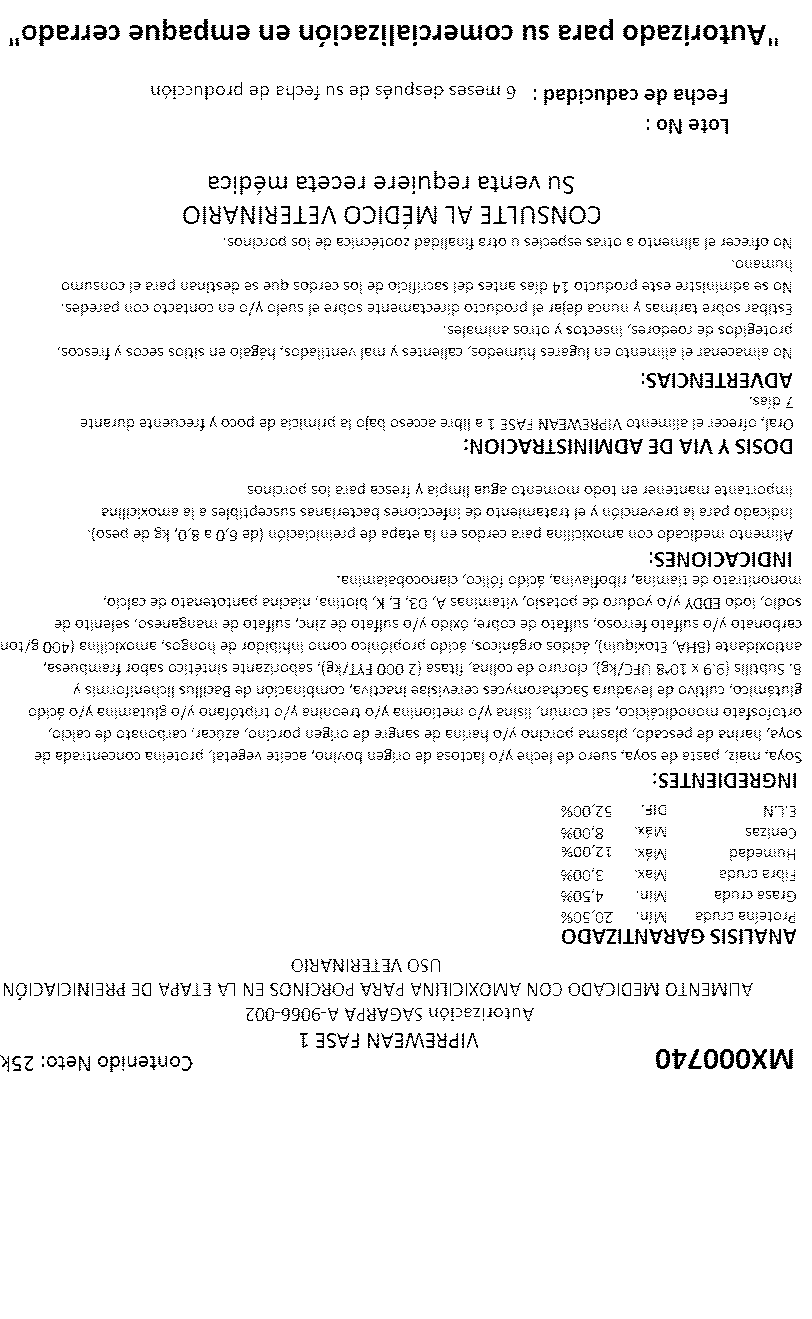 MX000740
Contenido Neto: 25k
VIPREWEAN FASE 1
Autorización SAGARPA A-9066-002
ALIMENTO MEDICADO CON AMOXICILINA PARA PORCINOS EN LA ETAPA DE PREINICIACIÓN
USO VETERINARIO
ANALISIS GARANTIZADO
Proteína cruda Mín. 20,50%
Grasa cruda Mín. 4,50%
Fibra cruda Max. 3,00%
Humedad Máx. 12,00%
Cenizas Máx. 8,00%
E.L.N DIF. 52,00%
INGREDIENTES:
Soya, maíz, pasta de soya, suero de leche y/o lactosa de origen bovino, aceite vegetal, proteína concentrada de
soya, harina de pescado, plasma porcino y/o harina de sangre de origen porcino, azúcar, carbonato de calcio,
ortofosfato monodicálcico, sal común, lisina y/o metionina y/o treonina y/o triptófano y/o glutamina y/o ácido
glutámico, cultivo de levadura Saccharomyces cerevisiae inactiva, combinación de Bacillus licheniformis y
B. Subtilis (9.9 x 10^8 UFC/kg), cloruro de colina, fitasa (2 000 FYT/kg), saborizante sintético sabor frambuesa,
antioxidante (BHA, Etoxiquin), ácidos orgánicos, ácido propiónico como inhibidor de hongos, amoxicilina (400 g/ton
carbonato y/o sulfato ferroso, sulfato de cobre, óxido y/o sulfato de zinc, sulfato de manganeso, selenito de
sodio, iodo EDDY y/o yoduro de potasio, vitaminas A, D3, E, K, biotina, niacina pantotenato de calcio,
mononitrato de tiamina, riboflavina, ácido fólico, cianocobalamina.
INDICACIONES:
Alimento medicado con amoxicilina para cerdos en la etapa de preiniciación (de 6,0 a 8,0, kg de peso).
indicado para la prevención y el tratamiento de infecciones bacterianas susceptibles a la amoxicilina
importante mantener en todo momento agua limpia y fresca para los porcinos
DOSIS Y VIA DE ADMINISTRACION:
Oral, ofrecer el alimento VIPREWEAN FASE 1 a libre acceso bajo la primicia de poco y frecuente durante
7 días.
ADVERTENCIAS:
No almacenar el alimento en lugares húmedos, calientes y mal ventilados, hágalo en sitios secos y frescos,
protegidos de roedores, insectos y otros animales.
Estibar sobre tarimas y nunca dejar el producto directamente sobre el suelo y/o en contacto con paredes.
No se administre este producto 14 días antes del sacrificio de los cerdos que se destinan para el consumo
humano.
No ofrecer el alimento a otras especies u otra finalidad zootécnica de los porcinos.
CONSULTE AL MÉDICO VETERINARIO
Su venta requiere receta médica
Lote No :
Fecha de caducidad : 6 meses después de su fecha de producción
"Autorizado para su comercialización en empaque cerrado"